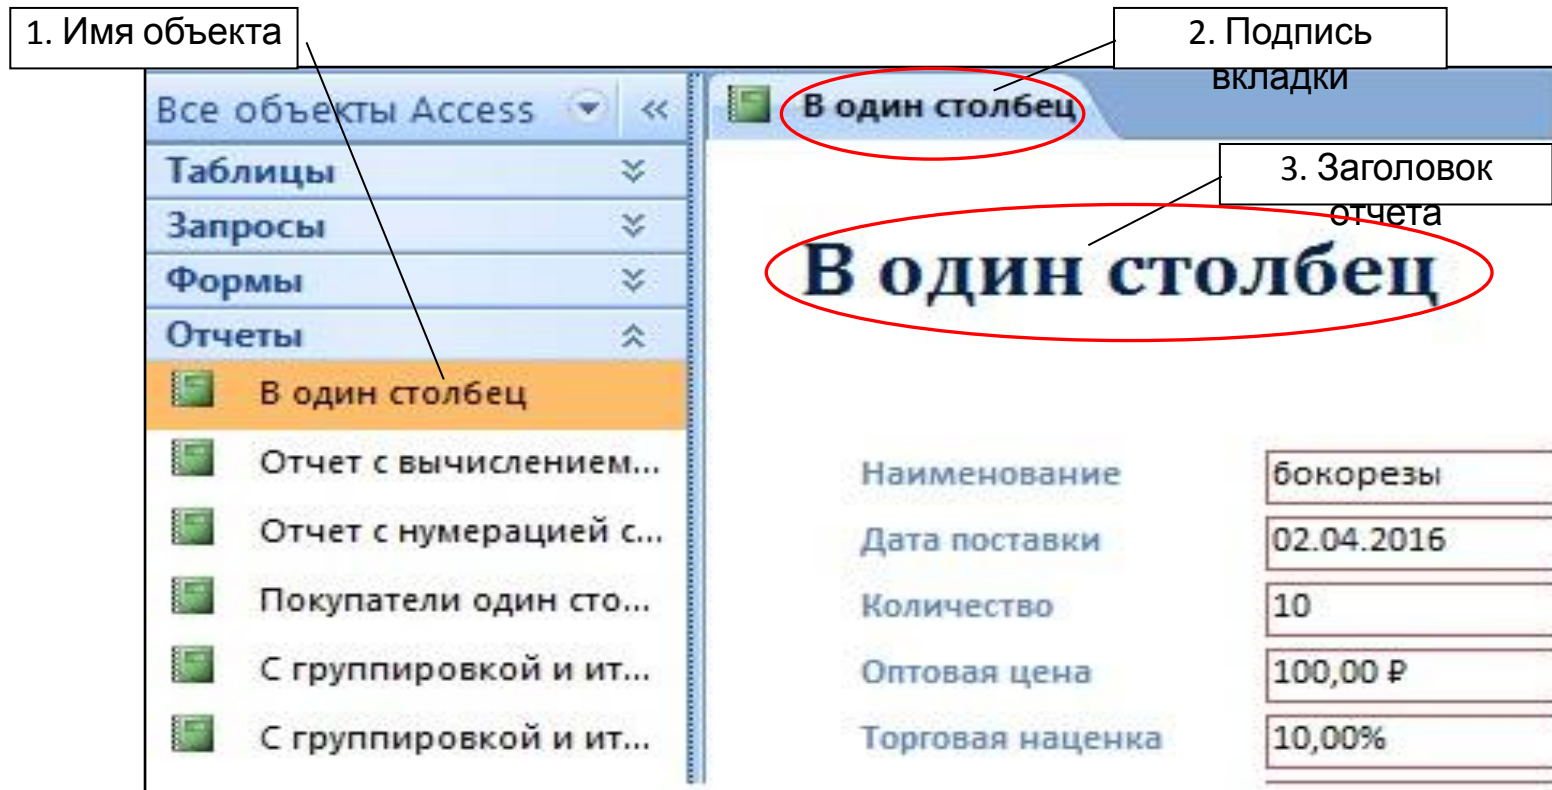 1. Имя объекта
2. Подпись
вкладки
Все объекты Access
В один столбец
Таблицы
3. Заголовок
отчета
Запросы
В один столбец
Формы
Отчеты
В один столбец
Отчет с вычислением...
Наименование бокорезы
Отчет с нумерацией с...
Дата поставки 02.04.2016
Покупатели один сто...
Количество 10
С группировкой и ит...
Оптовая цена 100,00 ₽
С группировкой и ит...
Торговая наценка 10,00%